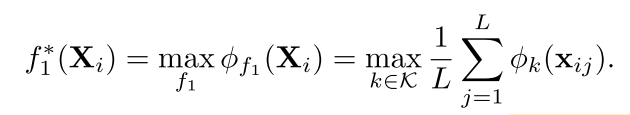 $f_1^*(\mathbf{X}_i) = \max_{f_1} \phi_{f_1}(\mathbf{X}_i) = \max_{k \in \mathcal{K}} \frac{1}{L} \sum_{j=1}^{L} \phi_k(\mathbf{x}_{ij}).$